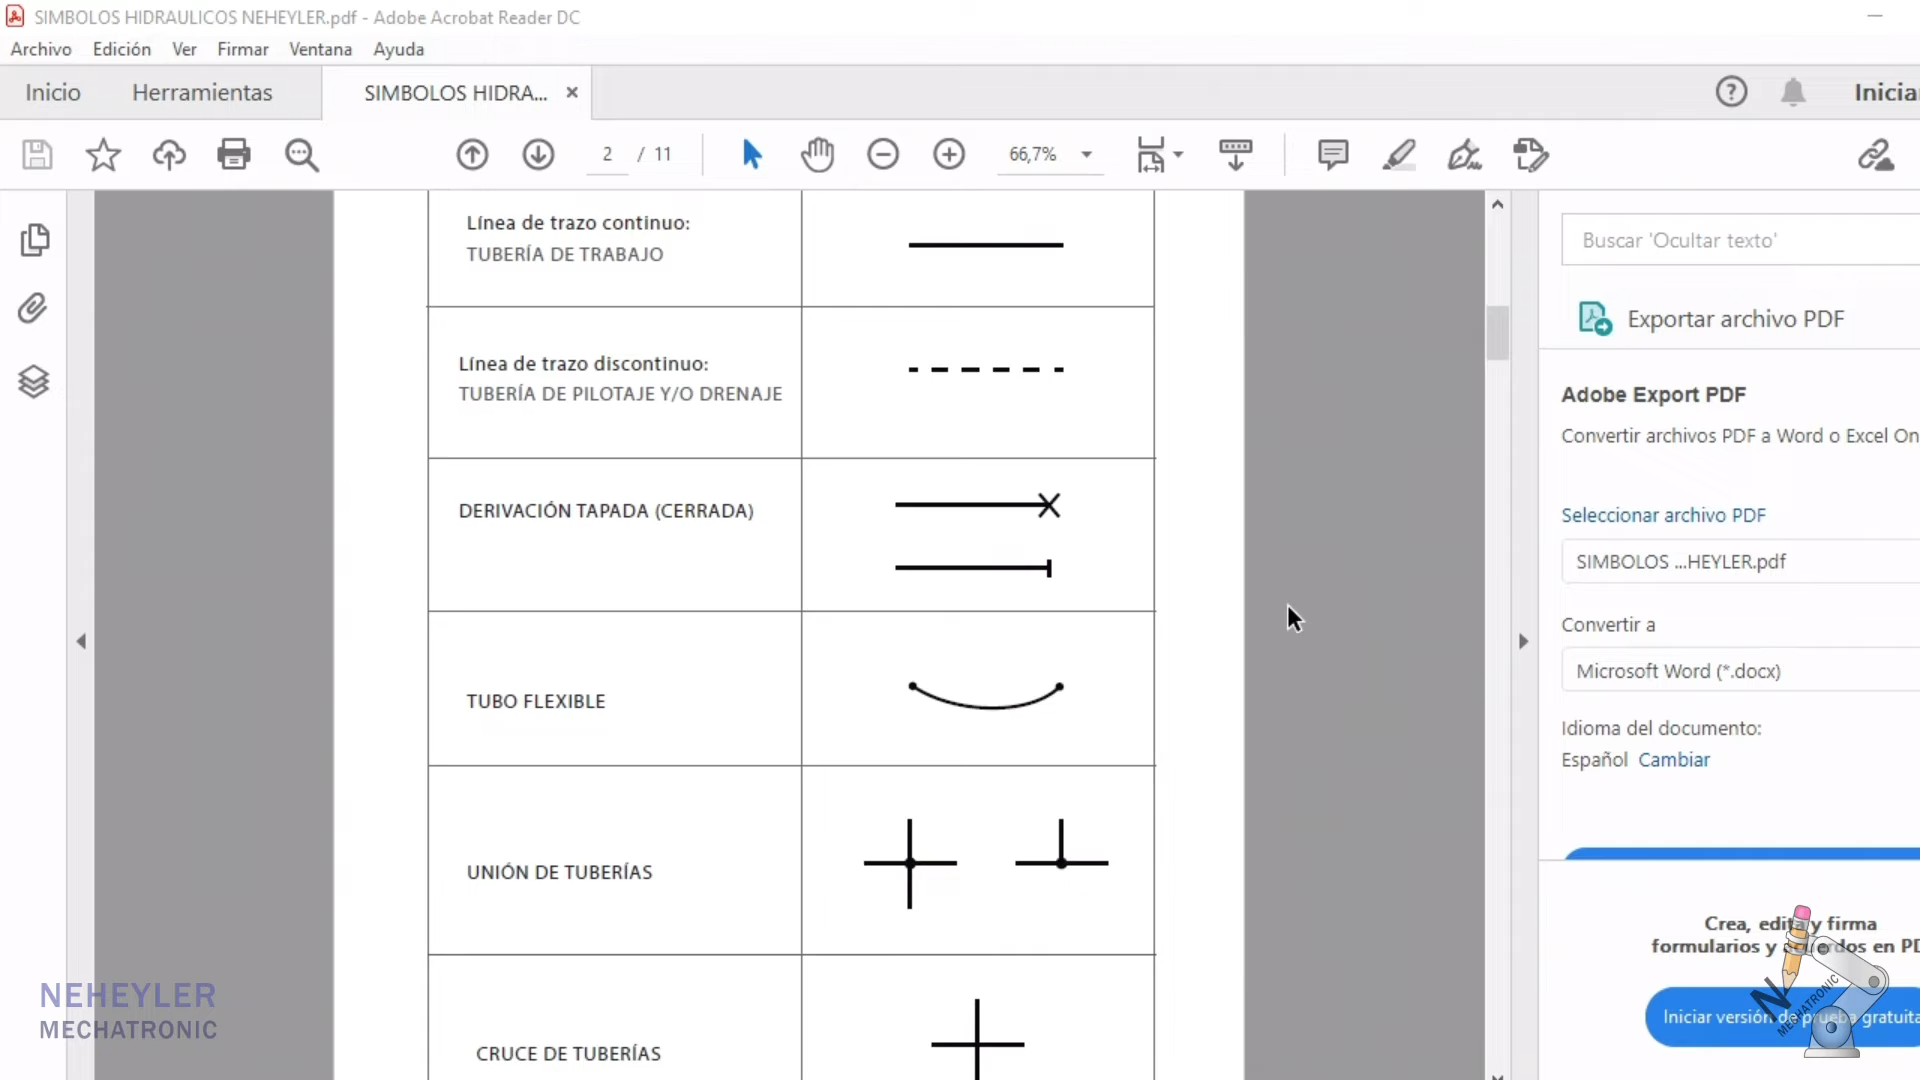 SIMBOLOS HIDRAULICOS NEHEYLER.pdf - Adobe Acrobat Reader DC
Archivo Edición Ver Firmar Ventana Ayuda
Inicio Herramientas SIMBOLOS HIDRA... Inicia
2 / 11 66,7%
Línea de trazo continuo:
TUBERÍA DE TRABAJO
Línea de trazo discontinuo:
TUBERÍA DE PILOTAJE Y/O DRENAJE
DERIVACIÓN TAPADA (CERRADA)
TUBO FLEXIBLE
UNIÓN DE TUBERÍAS
CRUCE DE TUBERÍAS
Buscar 'Ocultar texto'
Exportar archivo PDF
Adobe Export PDF
Convertir archivos PDF a Word o Excel On
Seleccionar archivo PDF
SIMBOLOS ...HEYLER.pdf
Convertir a
Microsoft Word (*.docx)
Idioma del documento:
Español Cambiar
Crea, edita y firma
formularios y acuerdos en PD
Iniciar versión de prueba gratuita
NEHEYLER
MECHATRONIC
N
MECHATRONIC